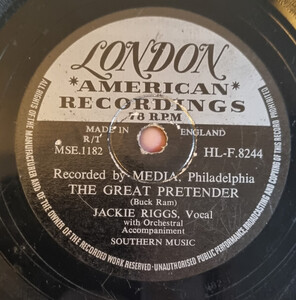 LONDON
AMERICAN
RECORDINGS
78 RPM
MADE IN
ENGLAND
R/T
MSE.1182
HL-F.8244
Recorded by MEDIA, Philadelphia
THE GREAT PRETENDER
(Buck Ram)
JACKIE RIGGS, Vocal
with Orchestral
Accompaniment
SOUTHERN MUSIC
ALL RIGHTS OF THE MANUFACTURER AND OF THE OWNER OF THE RECORDED WORK RESERVED · UNAUTHORISED PUBLIC PERFORMANCE, BROADCASTING AND COPYING OF THIS RECORD PROHIBITED